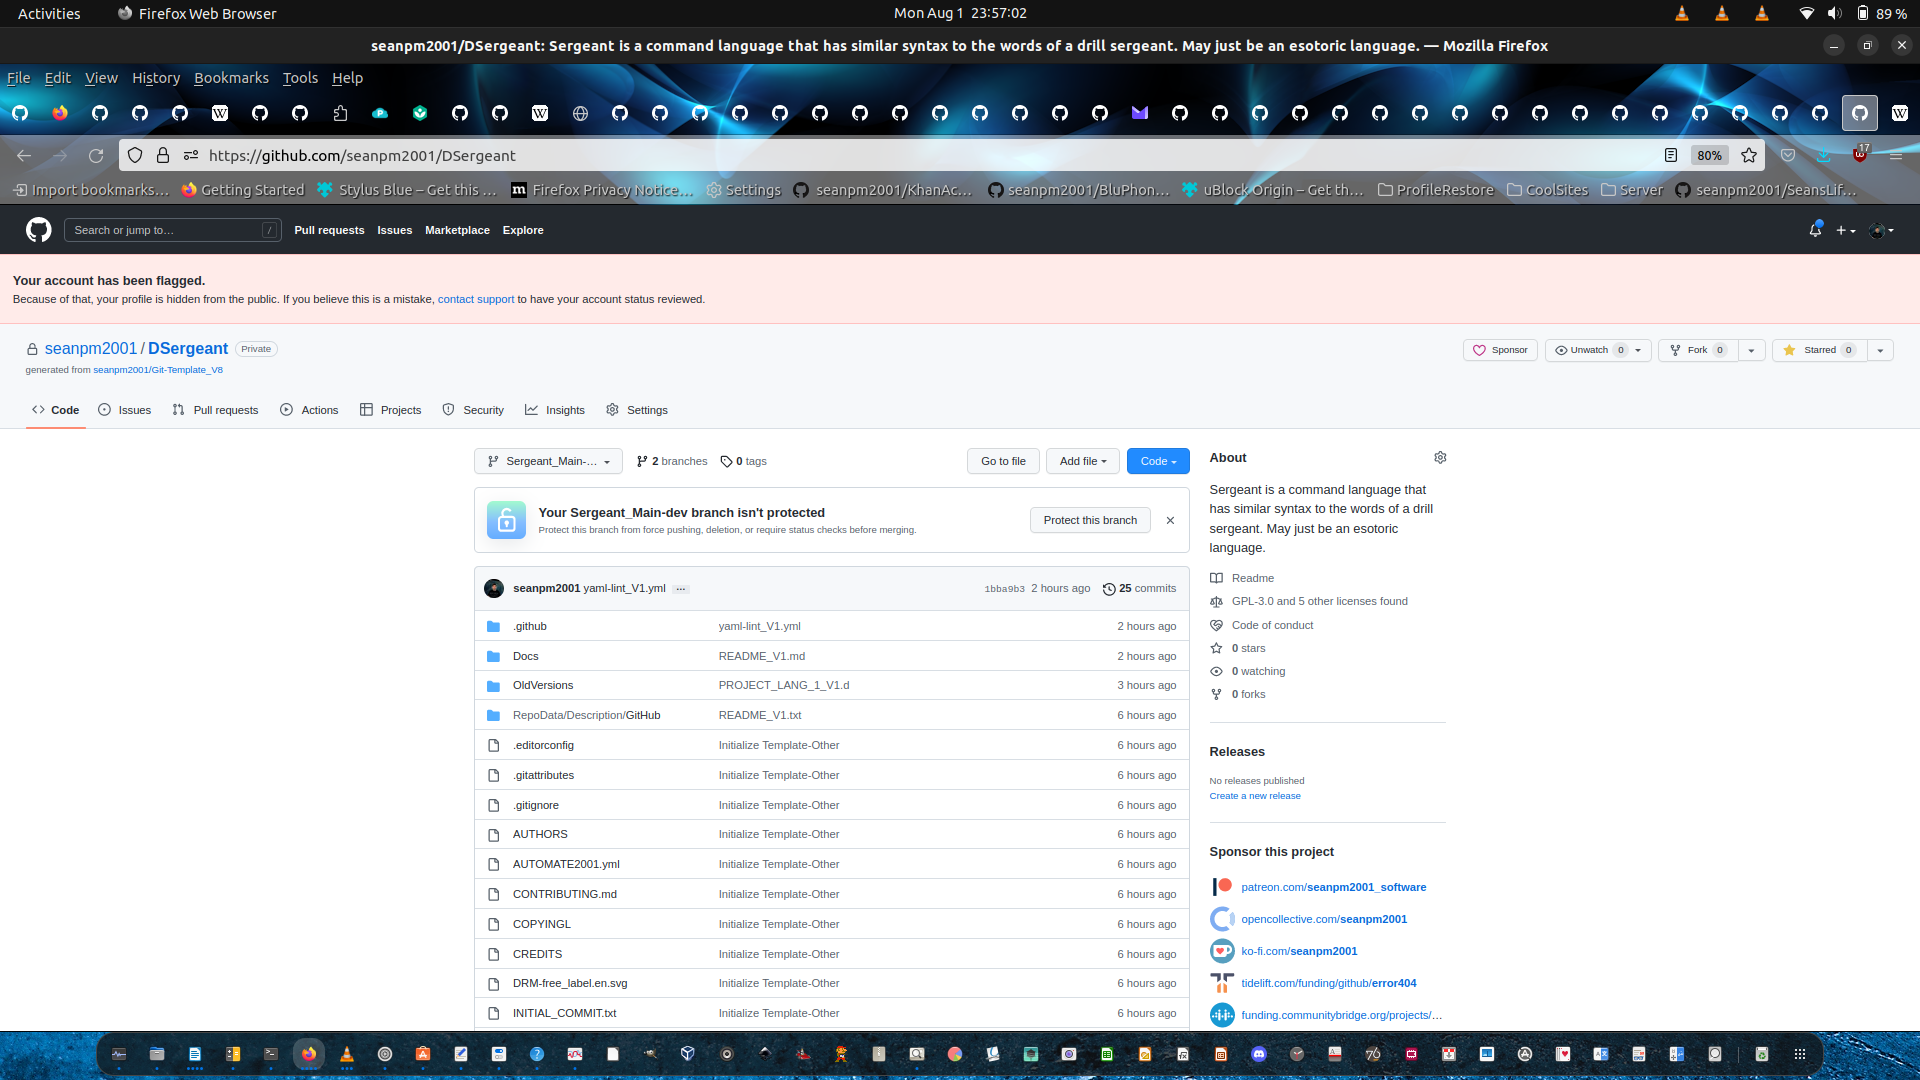 Activities
Firefox Web Browser
Mon Aug 1 23:57:02
89 %
seanpm2001/DSergeant: Sergeant is a command language that has similar syntax to the words of a drill sergeant. May just be an esotoric language. — Mozilla Firefox
File Edit View History Bookmarks Tools Help
https://github.com/seanpm2001/DSergeant
80%
17
Import bookmarks…
Getting Started
Stylus Blue – Get this …
Firefox Privacy Notice…
Settings
seanpm2001/KhanAc…
seanpm2001/BluPhon…
uBlock Origin – Get th…
ProfileRestore
CoolSites
Server
seanpm2001/SeansLif…
Search or jump to…
/
Pull requests
Issues
Marketplace
Explore
Your account has been flagged.
Because of that, your profile is hidden from the public. If you believe this is a mistake, contact support to have your account status reviewed.
seanpm2001 / DSergeant Private
generated from seanpm2001/Git-Template_V8
Sponsor
Unwatch 0
Fork 0
Starred 0
Code
Issues
Pull requests
Actions
Projects
Security
Insights
Settings
Sergeant_Main-…
2 branches
0 tags
Go to file
Add file
Code
Your Sergeant_Main-dev branch isn't protected
Protect this branch from force pushing, deletion, or require status checks before merging.
Protect this branch
seanpm2001 yaml-lint_V1.yml … 1bba9b3 2 hours ago 25 commits
.github yaml-lint_V1.yml 2 hours ago
Docs README_V1.md 2 hours ago
OldVersions PROJECT_LANG_1_V1.d 3 hours ago
RepoData/Description/GitHub README_V1.txt 6 hours ago
.editorconfig Initialize Template-Other 6 hours ago
.gitattributes Initialize Template-Other 6 hours ago
.gitignore Initialize Template-Other 6 hours ago
AUTHORS Initialize Template-Other 6 hours ago
AUTOMATE2001.yml Initialize Template-Other 6 hours ago
CONTRIBUTING.md Initialize Template-Other 6 hours ago
COPYINGL Initialize Template-Other 6 hours ago
CREDITS Initialize Template-Other 6 hours ago
DRM-free_label.en.svg Initialize Template-Other 6 hours ago
INITIAL_COMMIT.txt Initialize Template-Other 6 hours ago
About
Sergeant is a command language that
has similar syntax to the words of a drill
sergeant. May just be an esotoric
language.
Readme
GPL-3.0 and 5 other licenses found
Code of conduct
0 stars
0 watching
0 forks
Releases
No releases published
Create a new release
Sponsor this project
patreon.com/seanpm2001_software
opencollective.com/seanpm2001
ko-fi.com/seanpm2001
tidelift.com/funding/github/error404
funding.communitybridge.org/projects/…